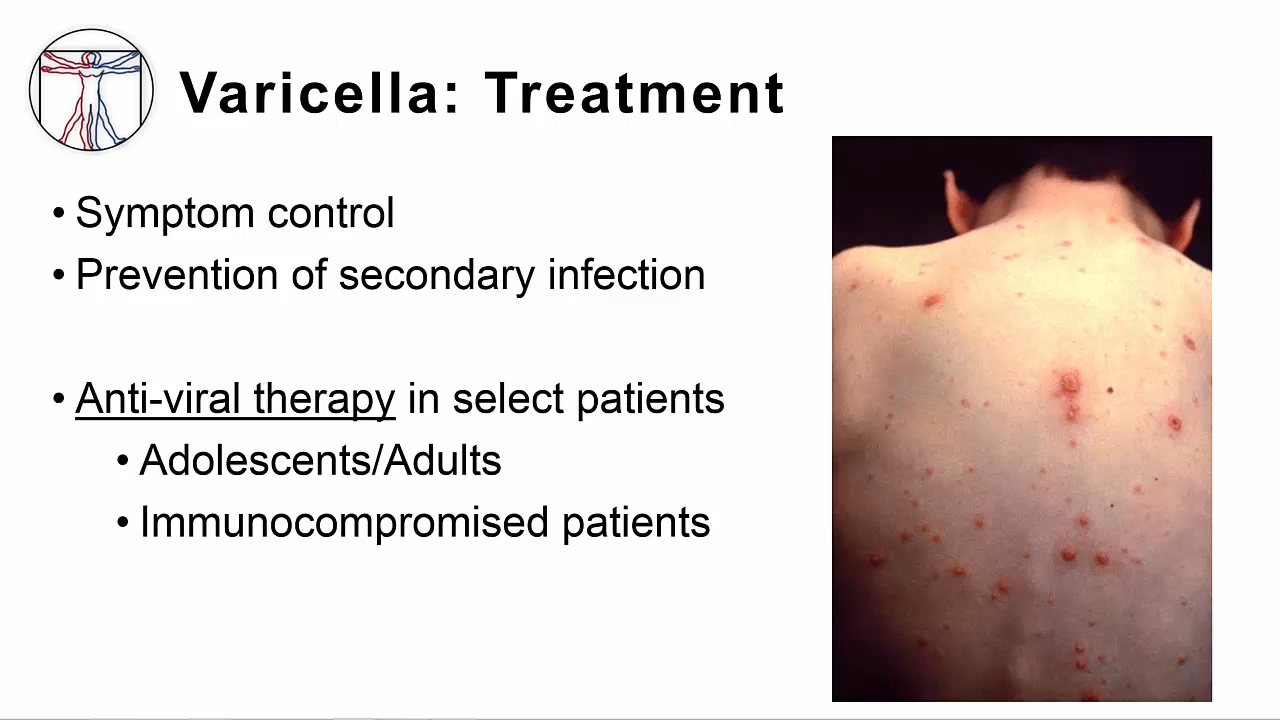 Varicella: Treatment
• Symptom control
• Prevention of secondary infection
• Anti-viral therapy in select patients
• Adolescents/Adults
• Immunocompromised patients